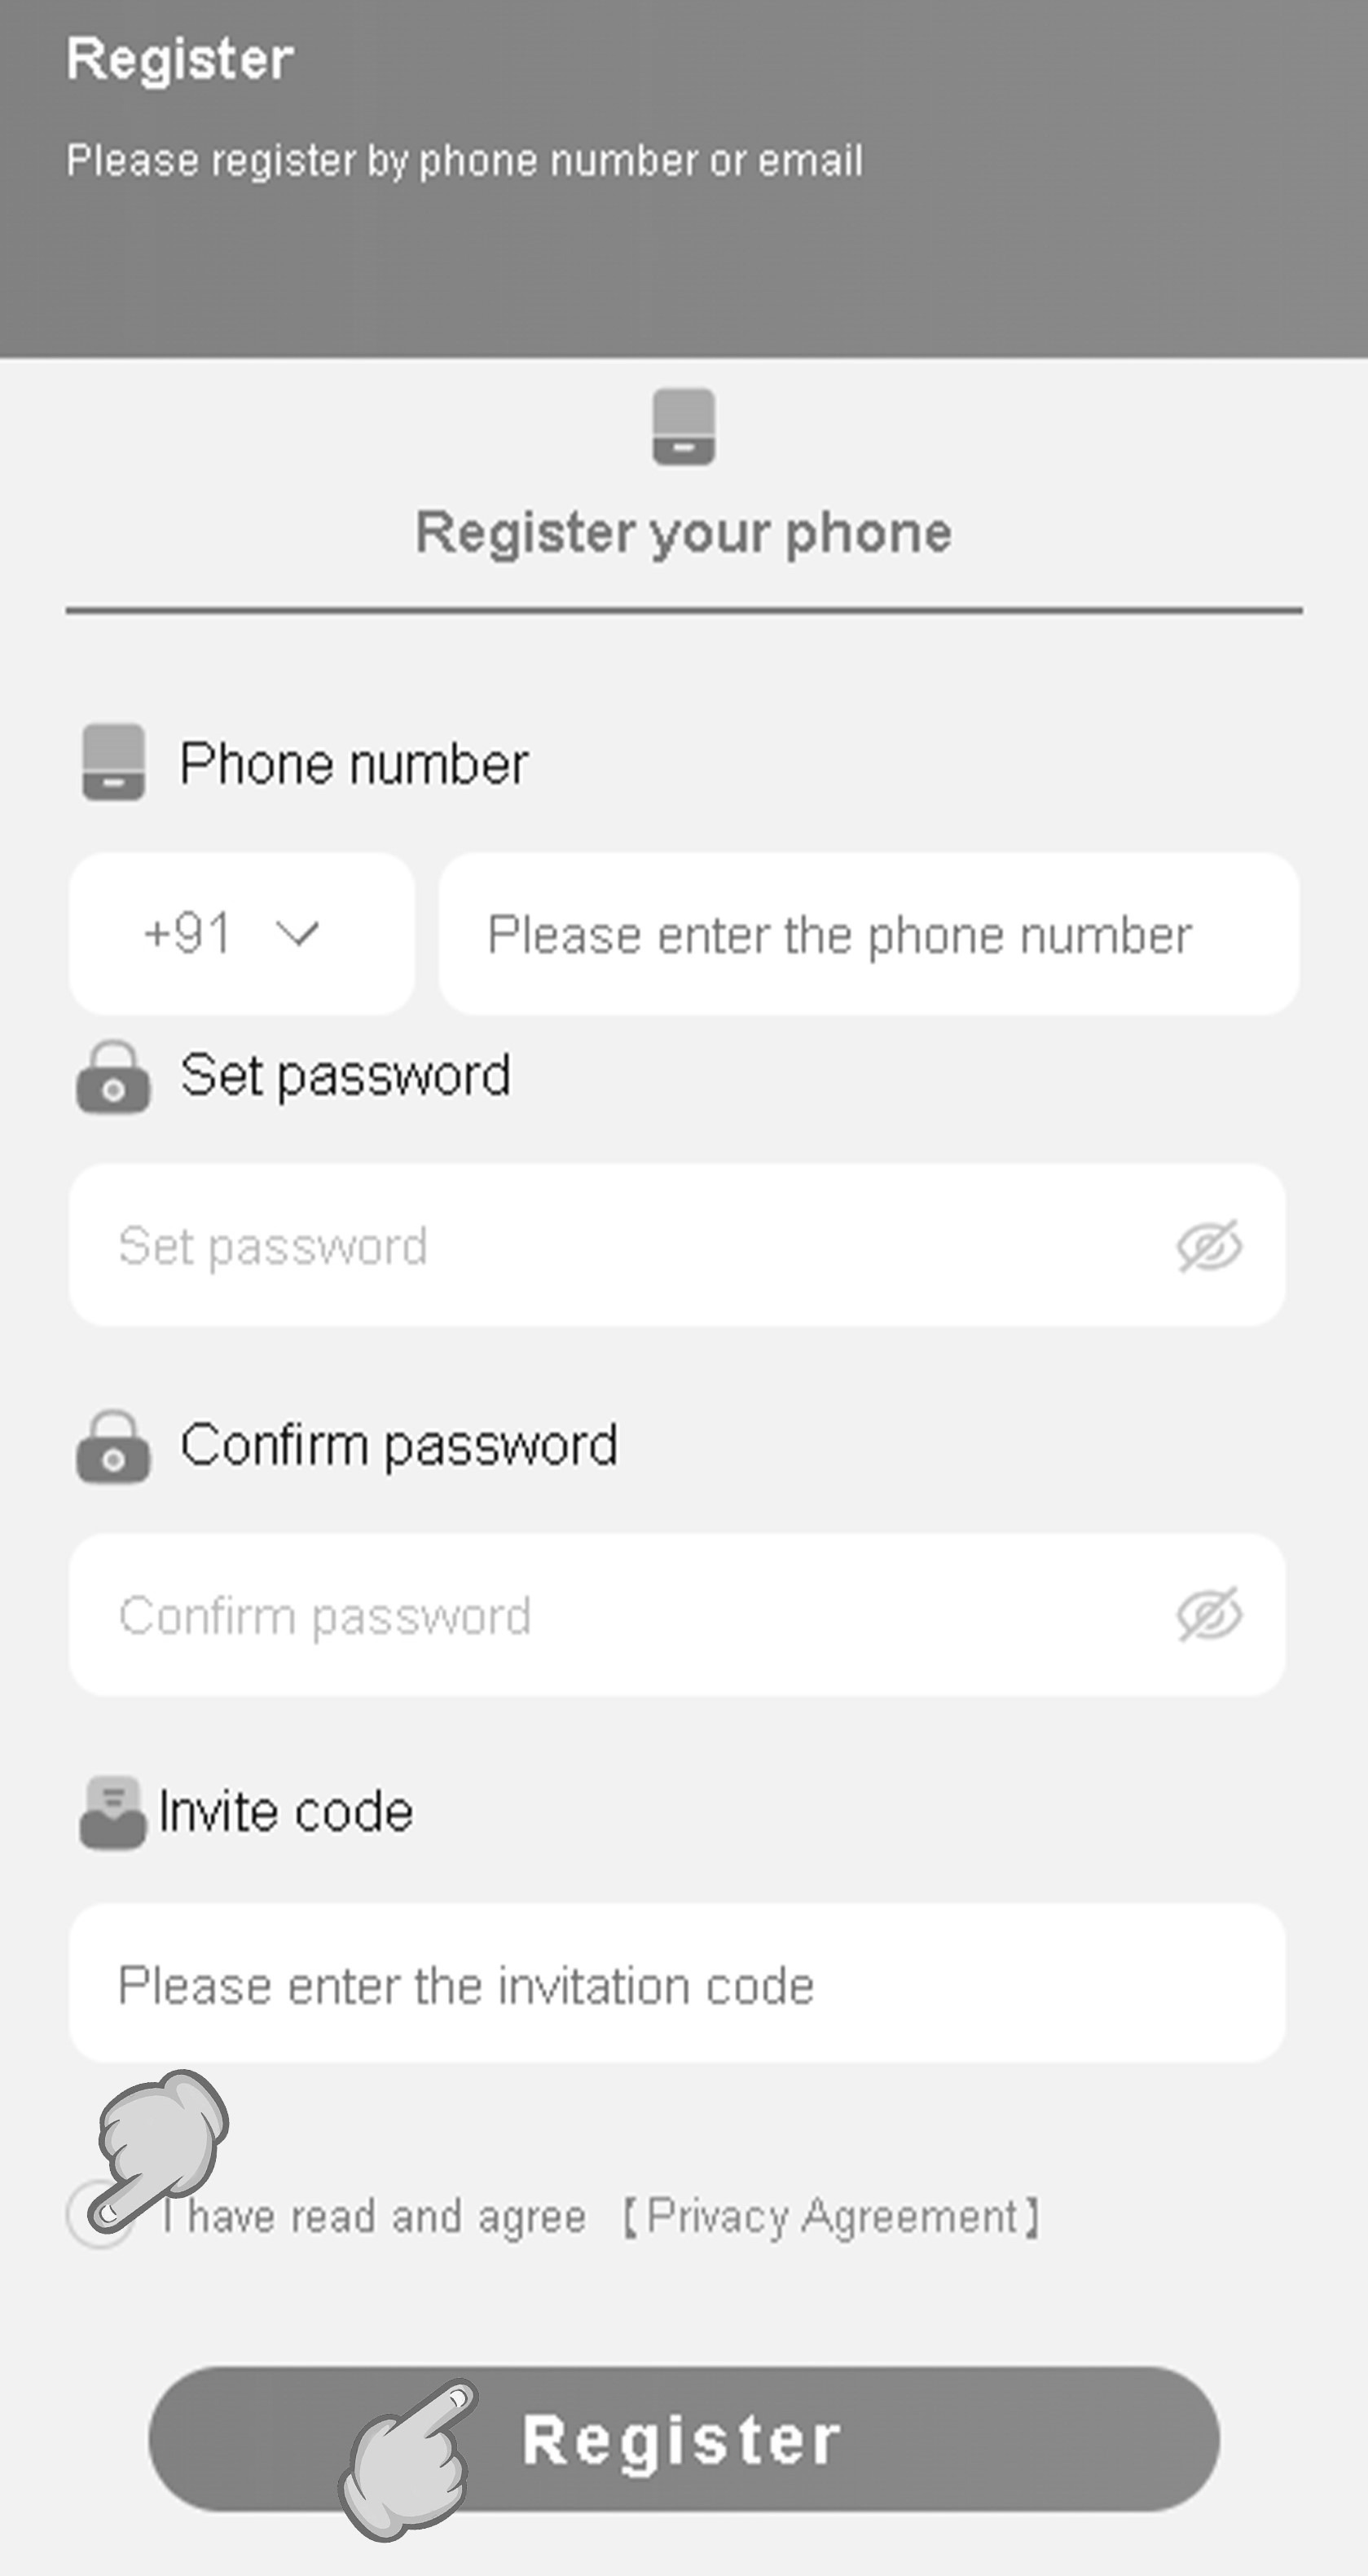 Register
Please register by phone number or email
Register your phone
Phone number
+91 Please enter the phone number
Set password
Set password
Confirm password
Confirm password
Invite code
Please enter the invitation code
I have read and agree 【Privacy Agreement】
Register